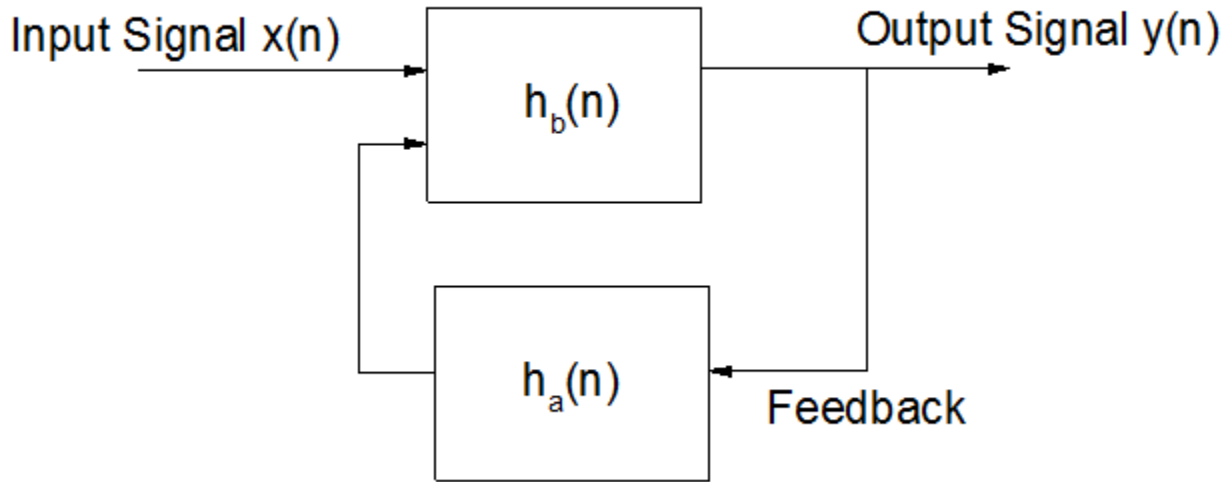 Input Signal x(n)
Output Signal y(n)
h_b(n)
h_a(n)
Feedback